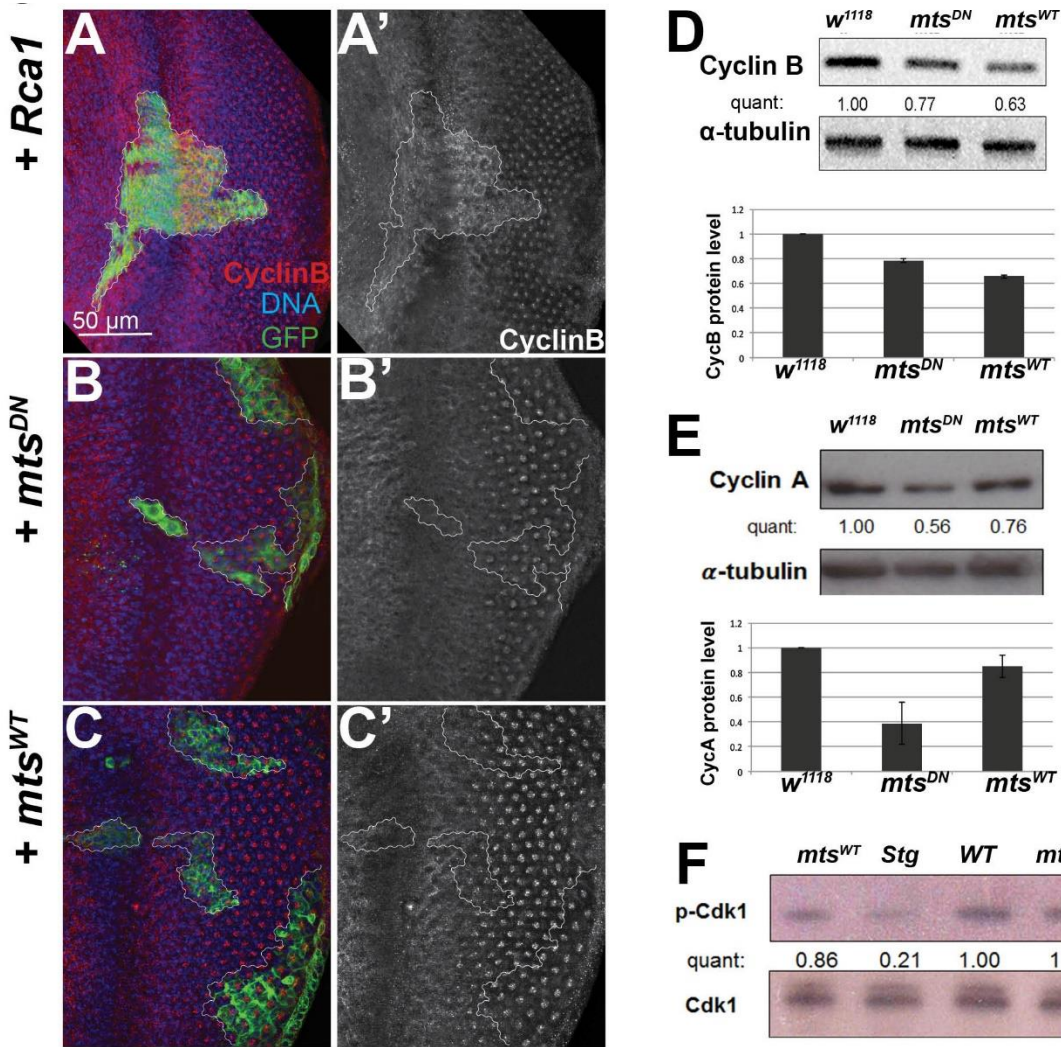 A
A'
+ Rca1
CyclinB
DNA
GFP
50 µm
CyclinB
B
B'
+ mts^DN
C
C'
+ mts^WT
D
w^1118 mts^DN mts^WT
Cyclin B
quant: 1.00 0.77 0.63
α-tubulin
CycB protein level
1.2
1
0.8
0.6
0.4
0.2
0
w^1118 mts^DN mts^WT
E
w^1118 mts^DN mts^WT
Cyclin A
quant: 1.00 0.56 0.76
α-tubulin
CycA protein level
1.2
1
0.8
0.6
0.4
0.2
0
w^1118 mts^DN mts^WT
F
mts^WT Stg WT
p-Cdk1
quant: 0.86 0.21 1.00
Cdk1